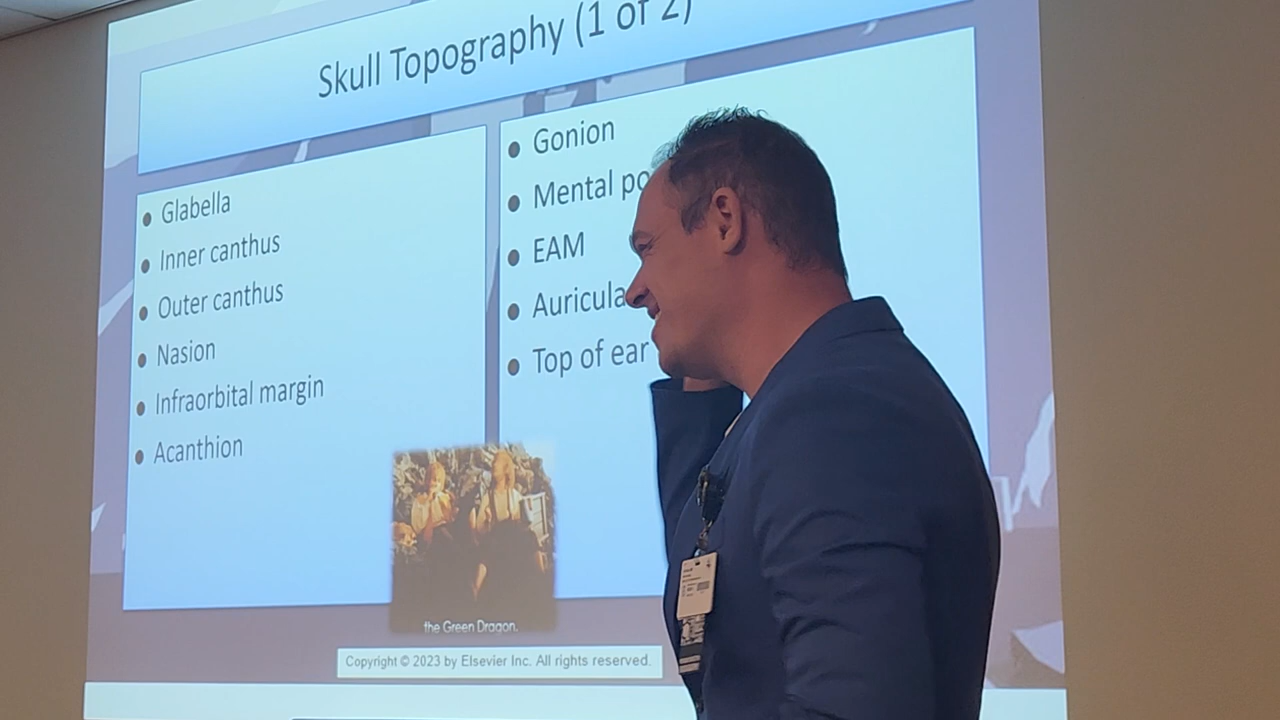 Skull Topography (1 of 2)
Glabella
Inner canthus
Outer canthus
Nasion
Infraorbital margin
Acanthion
Gonion
Mental po
EAM
Auricula
Top of ear
the Green Dragon.
Copyright © 2023 by Elsevier Inc. All rights reserved.